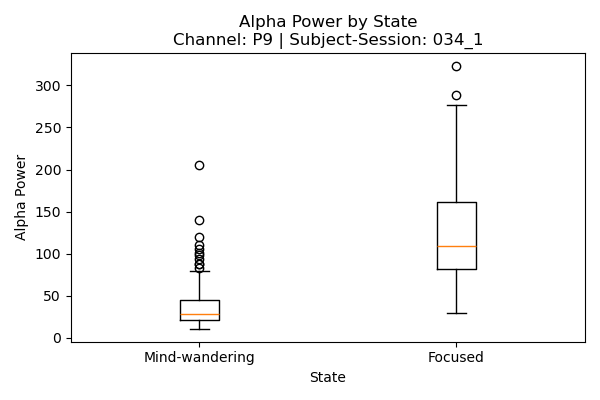 Alpha Power by State
Channel: P9 | Subject-Session: 034_1
Alpha Power
300
250
200
150
100
50
0
Mind-wandering
Focused
State